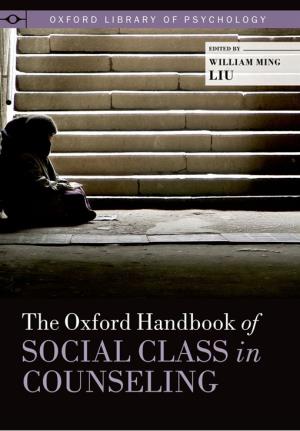 OXFORD LIBRARY OF PSYCHOLOGY
EDITED BY
WILLIAM MING
LIU
The Oxford Handbook of
SOCIAL CLASS in
COUNSELING